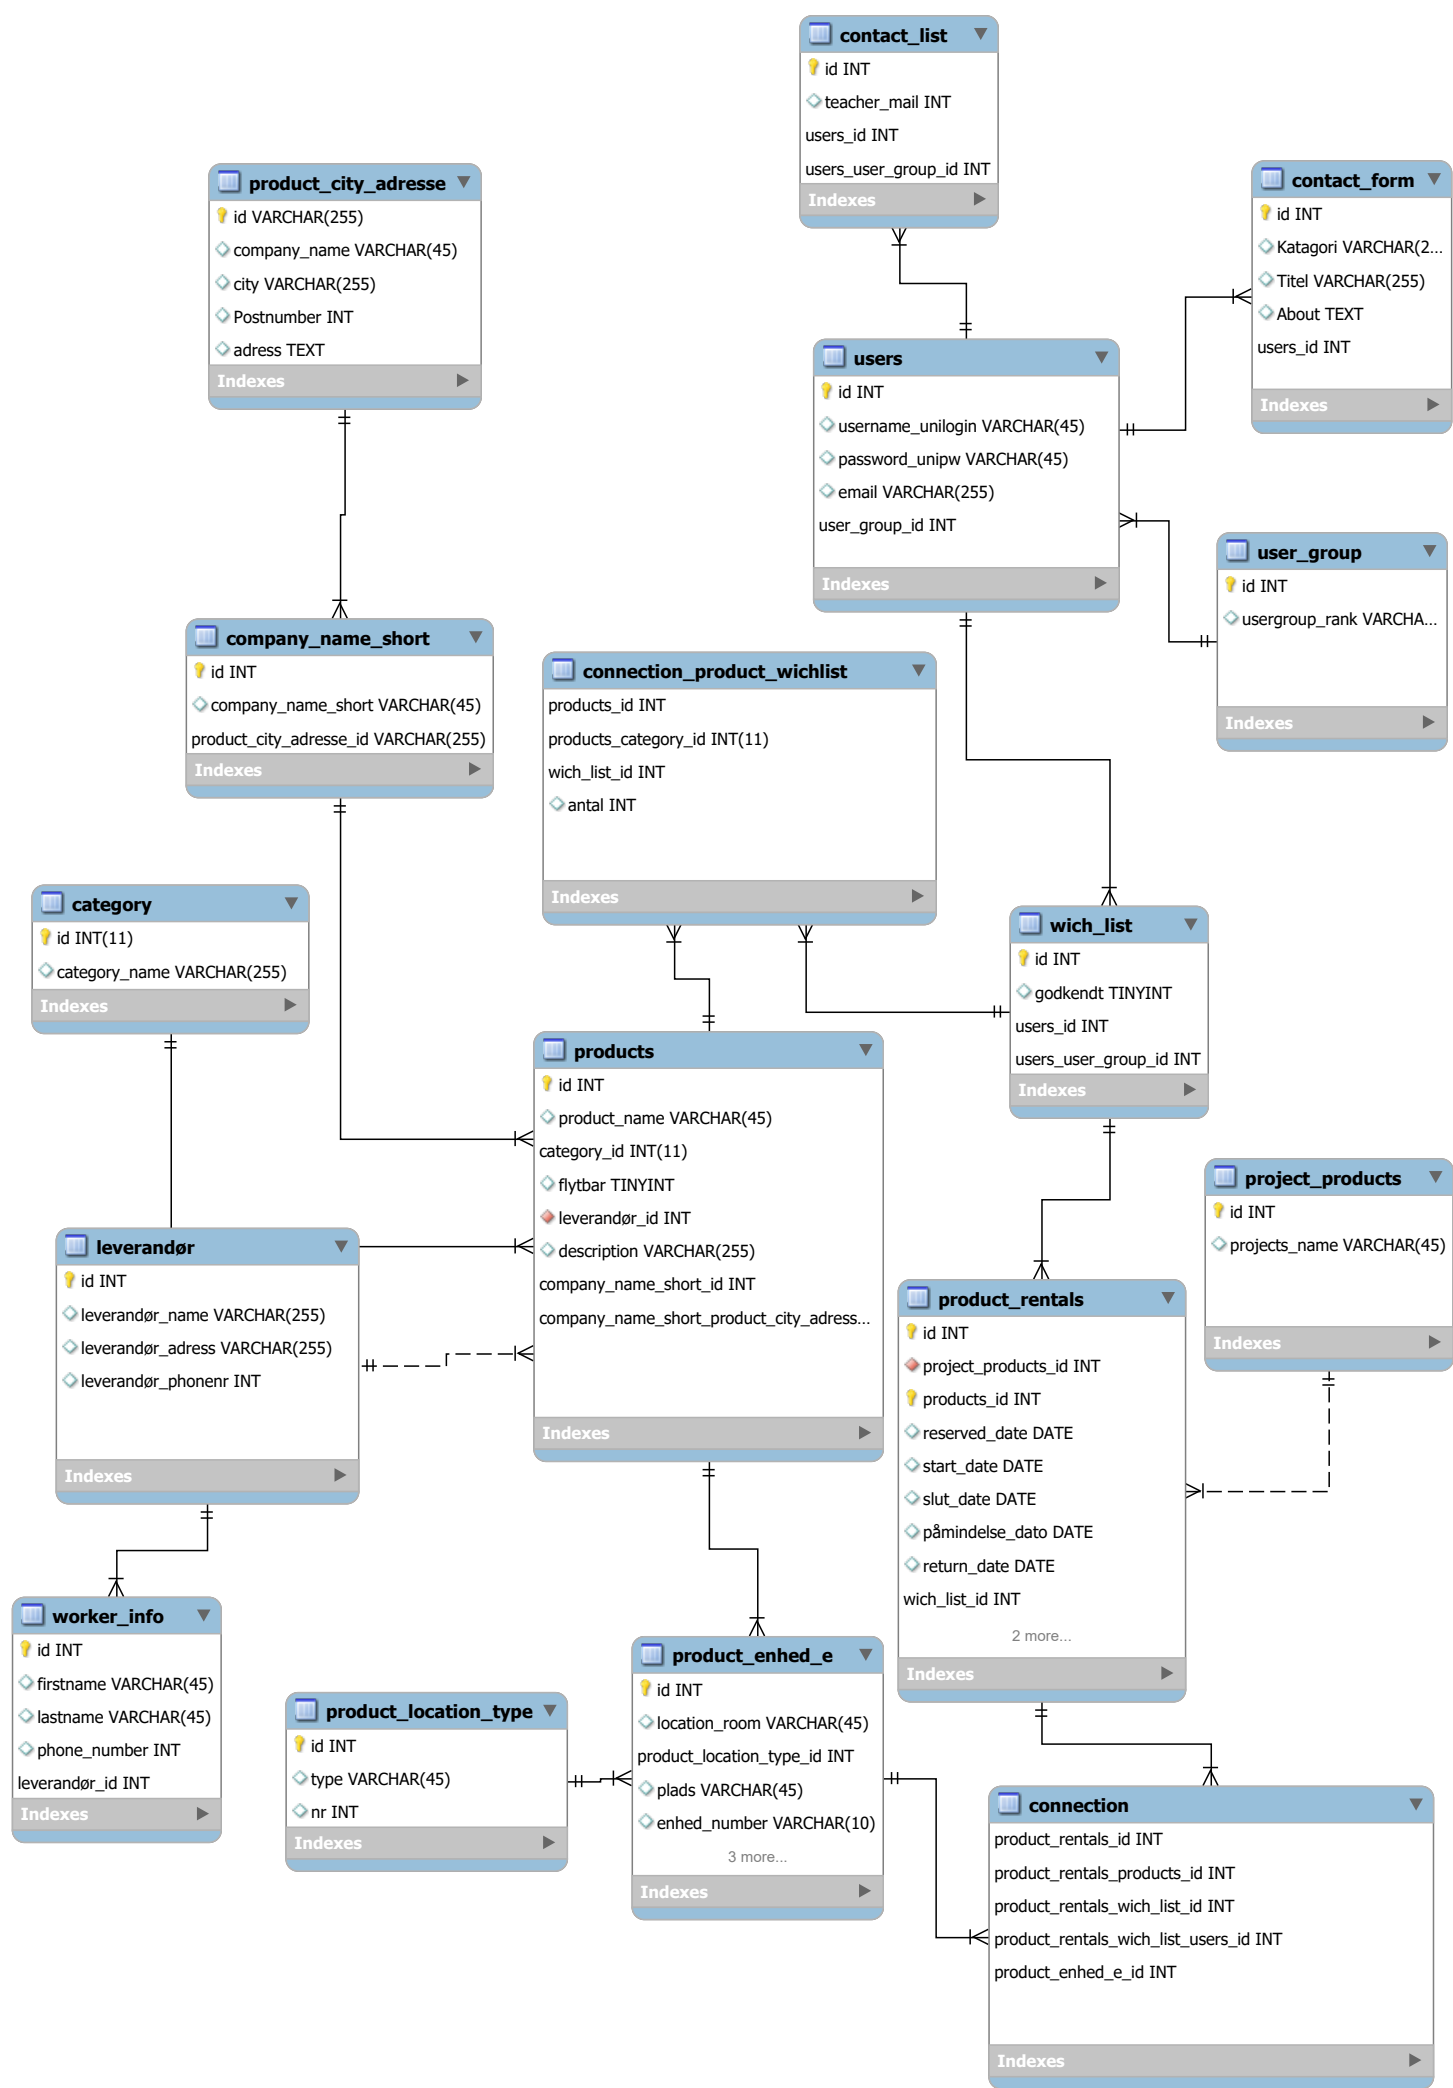 contact_list
id INT
teacher_mail INT
users_id INT
users_user_group_id INT
Indexes
product_city_adresse
id VARCHAR(255)
company_name VARCHAR(45)
city VARCHAR(255)
Postnumber INT
adress TEXT
Indexes
contact_form
id INT
Katagori VARCHAR(2...
Titel VARCHAR(255)
About TEXT
users_id INT
Indexes
users
id INT
username_unilogin VARCHAR(45)
password_unipw VARCHAR(45)
email VARCHAR(255)
user_group_id INT
Indexes
user_group
id INT
usergroup_rank VARCHA...
Indexes
company_name_short
id INT
company_name_short VARCHAR(45)
product_city_adresse_id VARCHAR(255)
Indexes
connection_product_wichlist
products_id INT
products_category_id INT(11)
wich_list_id INT
antal INT
Indexes
category
id INT(11)
category_name VARCHAR(255)
Indexes
wich_list
id INT
godkendt TINYINT
users_id INT
users_user_group_id INT
Indexes
products
id INT
product_name VARCHAR(45)
category_id INT(11)
flytbar TINYINT
leverandør_id INT
description VARCHAR(255)
company_name_short_id INT
company_name_short_product_city_adress...
Indexes
project_products
id INT
projects_name VARCHAR(45)
Indexes
leverandør
id INT
leverandør_name VARCHAR(255)
leverandør_adress VARCHAR(255)
leverandør_phonenr INT
Indexes
product_rentals
id INT
project_products_id INT
products_id INT
reserved_date DATE
start_date DATE
slut_date DATE
påmindelse_dato DATE
return_date DATE
wich_list_id INT
2 more...
Indexes
worker_info
id INT
firstname VARCHAR(45)
lastname VARCHAR(45)
phone_number INT
leverandør_id INT
Indexes
product_location_type
id INT
type VARCHAR(45)
nr INT
Indexes
product_enhed_e
id INT
location_room VARCHAR(45)
product_location_type_id INT
plads VARCHAR(45)
enhed_number VARCHAR(10)
3 more...
Indexes
connection
product_rentals_id INT
product_rentals_products_id INT
product_rentals_wich_list_id INT
product_rentals_wich_list_users_id INT
product_enhed_e_id INT
Indexes